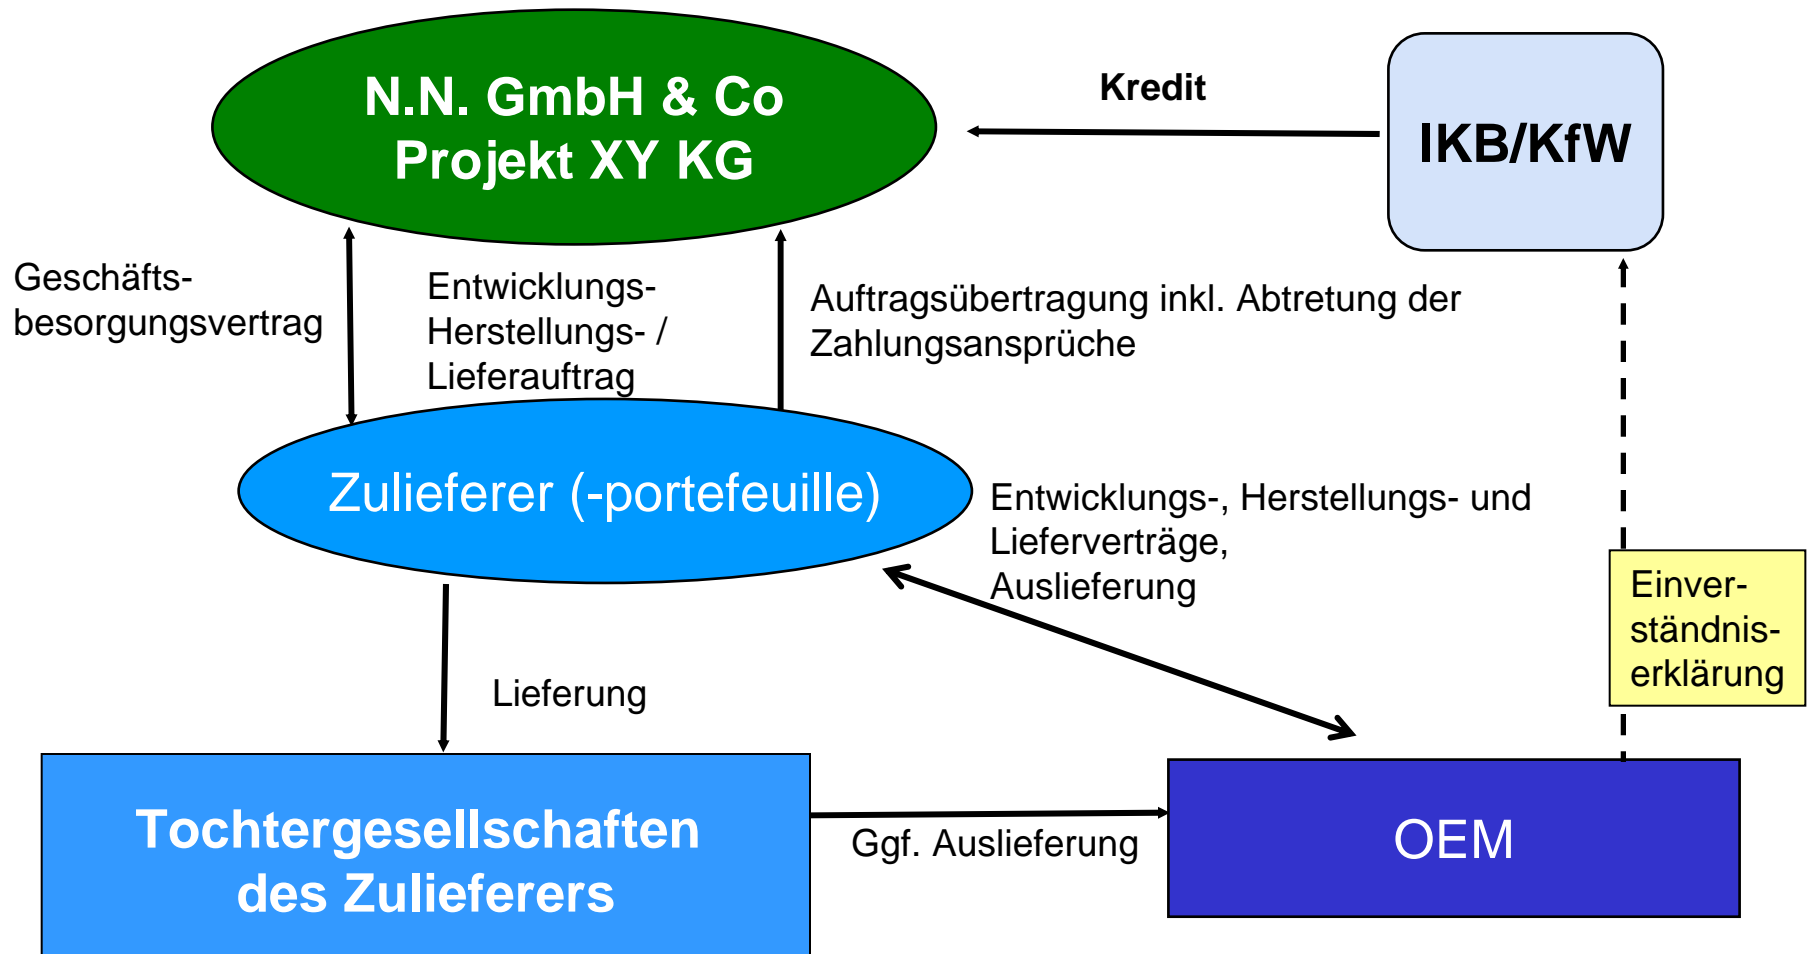 N.N. GmbH & Co
Projekt XY KG
Kredit
IKB/KfW
Geschäfts-
besorgungsvertrag
Entwicklungs-
Herstellungs- /
Lieferauftrag
Auftragsübertragung inkl. Abtretung der
Zahlungsansprüche
Zulieferer (-portefeuille)
Entwicklungs-, Herstellungs- und
Lieferverträge,
Auslieferung
Einver-
ständnis-
erklärung
Lieferung
Tochtergesellschaften
des Zulieferers
Ggf. Auslieferung
OEM